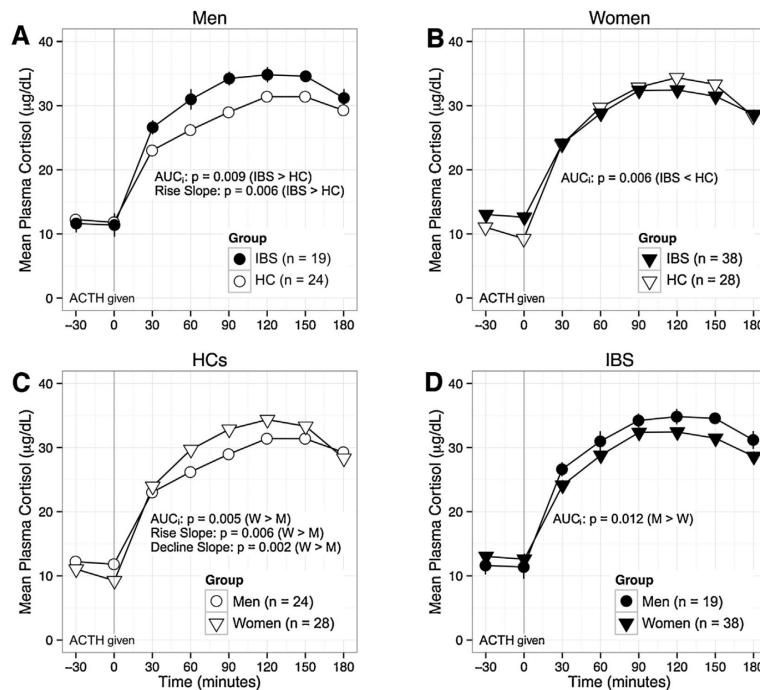 A
Men
Mean Plasma Cortisol (µg/dL)
40
30
20
10
0
AUCᵢ: p = 0.009 (IBS > HC)
Rise Slope: p = 0.006 (IBS > HC)
Group
IBS (n = 19)
HC (n = 24)
ACTH given
−30 0 30 60 90 120 150 180
B
Women
Mean Plasma Cortisol (µg/dL)
40
30
20
10
0
AUCᵢ: p = 0.006 (IBS < HC)
Group
IBS (n = 38)
HC (n = 28)
ACTH given
−30 0 30 60 90 120 150 180
C
HCs
Mean Plasma Cortisol (µg/dL)
40
30
20
10
0
AUCᵢ: p = 0.005 (W > M)
Rise Slope: p = 0.006 (W > M)
Decline Slope: p = 0.002 (W > M)
Group
Men (n = 24)
Women (n = 28)
ACTH given
−30 0 30 60 90 120 150 180
Time (minutes)
D
IBS
Mean Plasma Cortisol (µg/dL)
40
30
20
10
0
AUCᵢ: p = 0.012 (M > W)
Group
Men (n = 19)
Women (n = 38)
ACTH given
−30 0 30 60 90 120 150 180
Time (minutes)